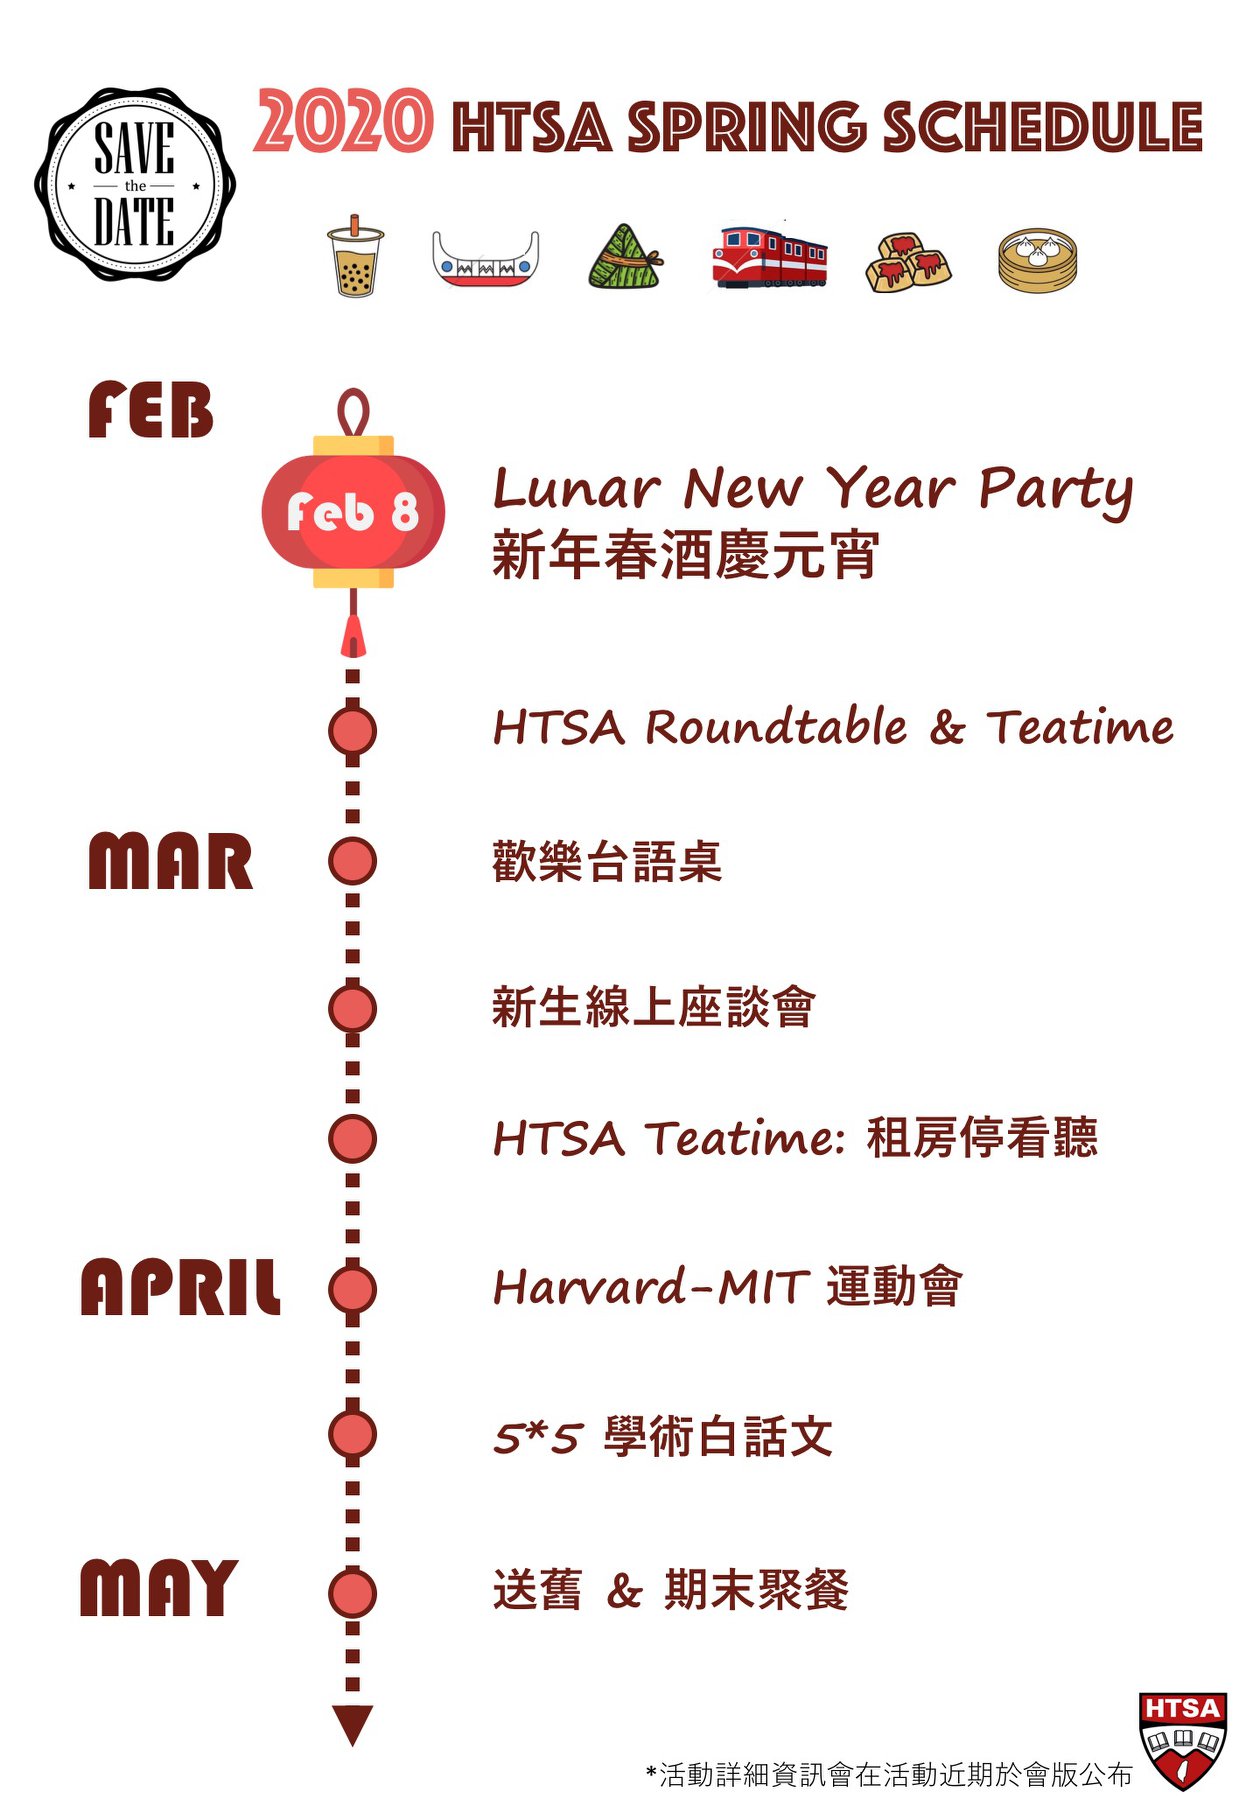 SAVE
the
DATE
2020 HTSA SPRING SCHEDULE
FEB
Feb 8
Lunar New Year Party
新年春酒慶元宵
HTSA Roundtable & Teatime
MAR
歡樂台語桌
新生線上座談會
HTSA Teatime: 租房停看聽
APRIL
Harvard-MIT 運動會
5*5 學術白話文
MAY
送舊 & 期末聚餐
HTSA
*活動詳細資訊會在活動近期於會版公布